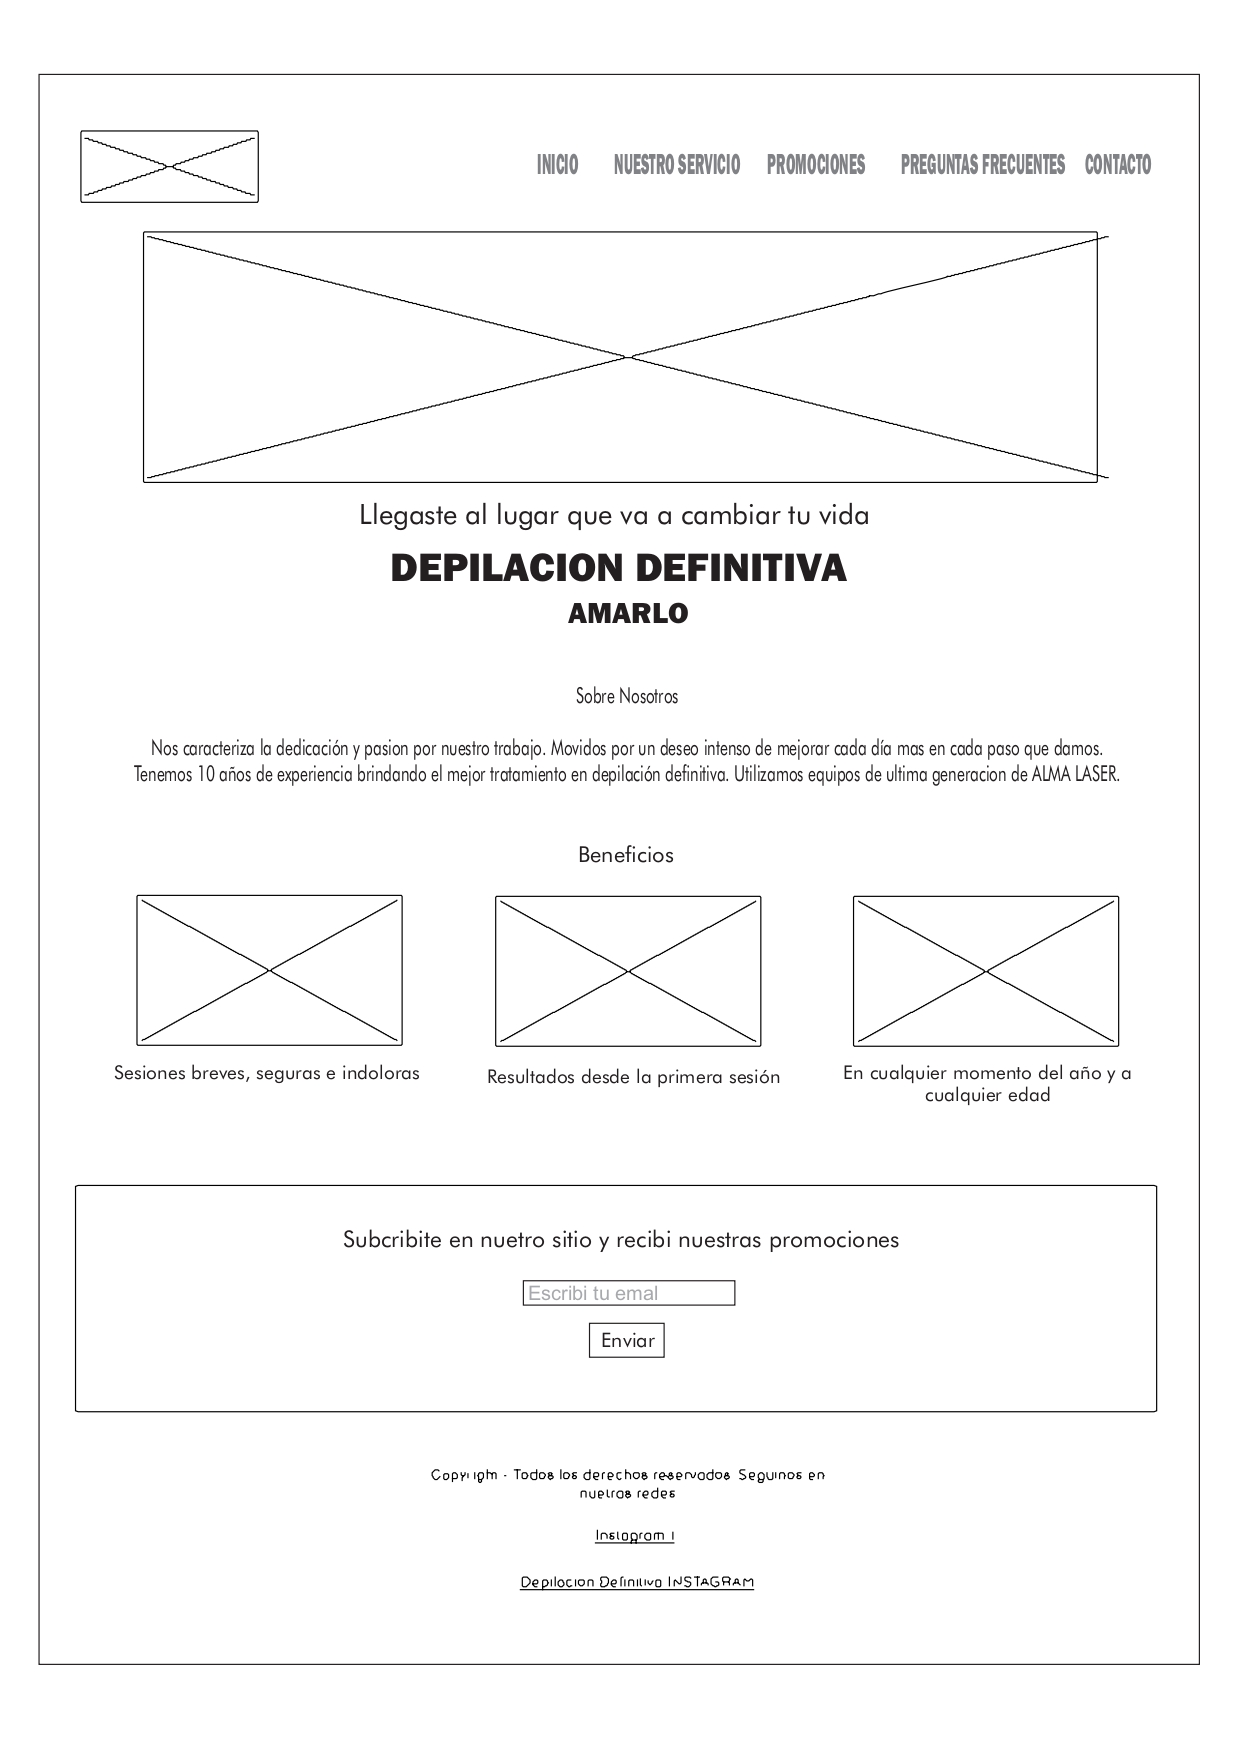 INICIO NUESTRO SERVICIO PROMOCIONES PREGUNTAS FRECUENTES CONTACTO
Llegaste al lugar que va a cambiar tu vida
DEPILACION DEFINITIVA
AMARLO
Sobre Nosotros
Nos caracteriza la dedicación y pasion por nuestro trabajo. Movidos por un deseo intenso de mejorar cada día mas en cada paso que damos.
Tenemos 10 años de experiencia brindando el mejor tratamiento en depilación definitiva. Utilizamos equipos de ultima generacion de ALMA LASER.
Beneficios
Sesiones breves, seguras e indoloras
Resultados desde la primera sesión
En cualquier momento del año y a
cualquier edad
Subcribite en nuetro sitio y recibi nuestras promociones
Escribi tu emal
Enviar
Copyrighm - Todos los derechos reservados Seguinos en
nuetras redes
Instagram 1
Depilacion Definitiva INSTAGRAM